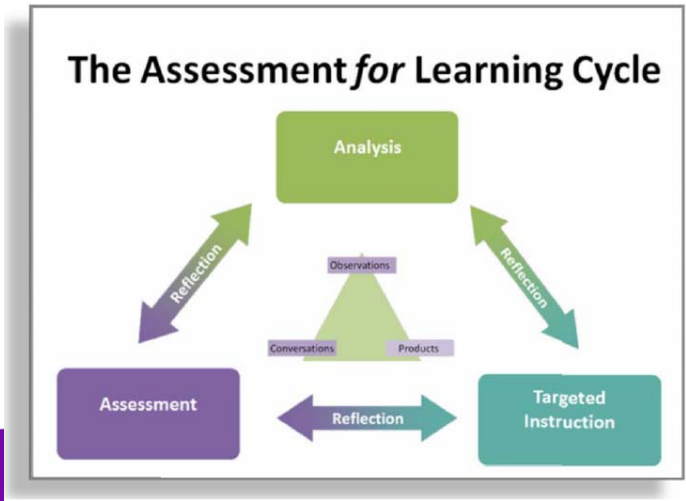 The Assessment for Learning Cycle
Analysis
Reflection
Reflection
Observations
Conversations
Products
Assessment
Reflection
Targeted
Instruction